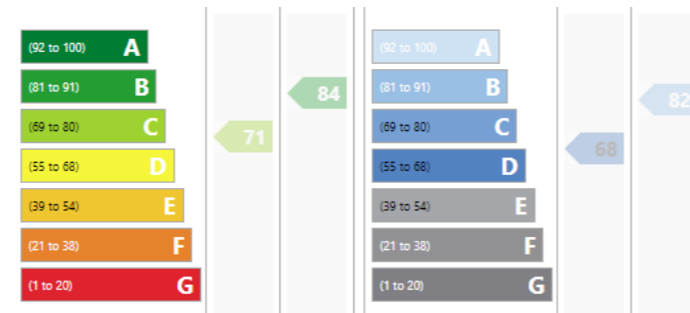 (92 to 100) A
(81 to 91) B
84
(69 to 80) C
71
(55 to 68) D
(39 to 54) E
(21 to 38) F
(1 to 20) G
(92 to 100) A
(81 to 91) B
82
(69 to 80) C
68
(55 to 68) D
(39 to 54) E
(21 to 38) F
(1 to 20) G